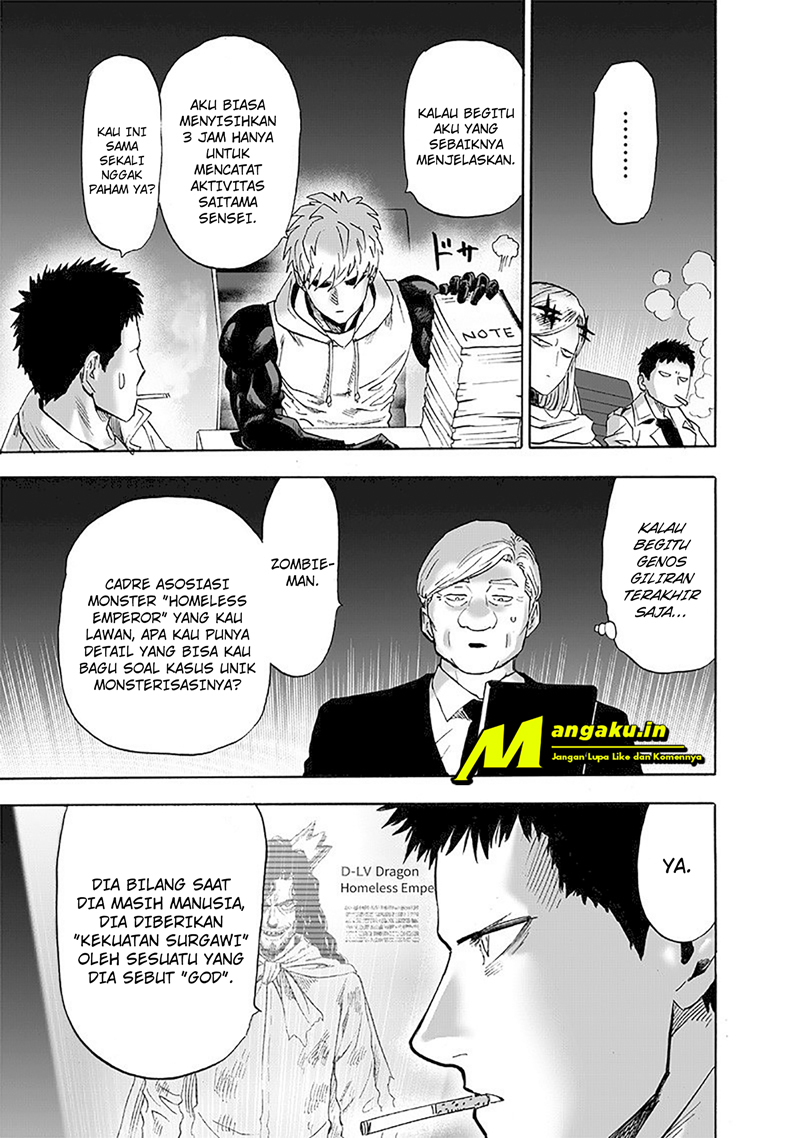 ..........
KALAU BEGITU
AKU YANG
SEBAIKNYA
MENJELASKAN.
AKU BIASA
MENYISIHKAN
3 JAM HANYA
UNTUK
MENCATAT
AKTIVITAS
SAITAMA
SENSEI.
KAU INI
SAMA
SEKALI
NGGAK
PAHAM YA?
ドサ
NOTE
KALAU
BEGITU
GENOS
GILIRAN
TERAKHIR
SAJA...
ZOMBIE-
MAN.
CADRE ASOSIASI
MONSTER "HOMELESS
EMPEROR" YANG KAU
LAWAN, APA KAU PUNYA
DETAIL YANG BISA KAU
BAGU SOAL KASUS UNIK
MONSTERISASINYA?
Mangaku.in
Jangan Lupa Like dan Komennya
YA.
D-LV Dragon
Homeless Empe
DIA BILANG SAAT
DIA MASIH MANUSIA,
DIA DIBERIKAN
"KEKUATAN SURGAWI"
OLEH SESUATU YANG
DIA SEBUT "GOD".